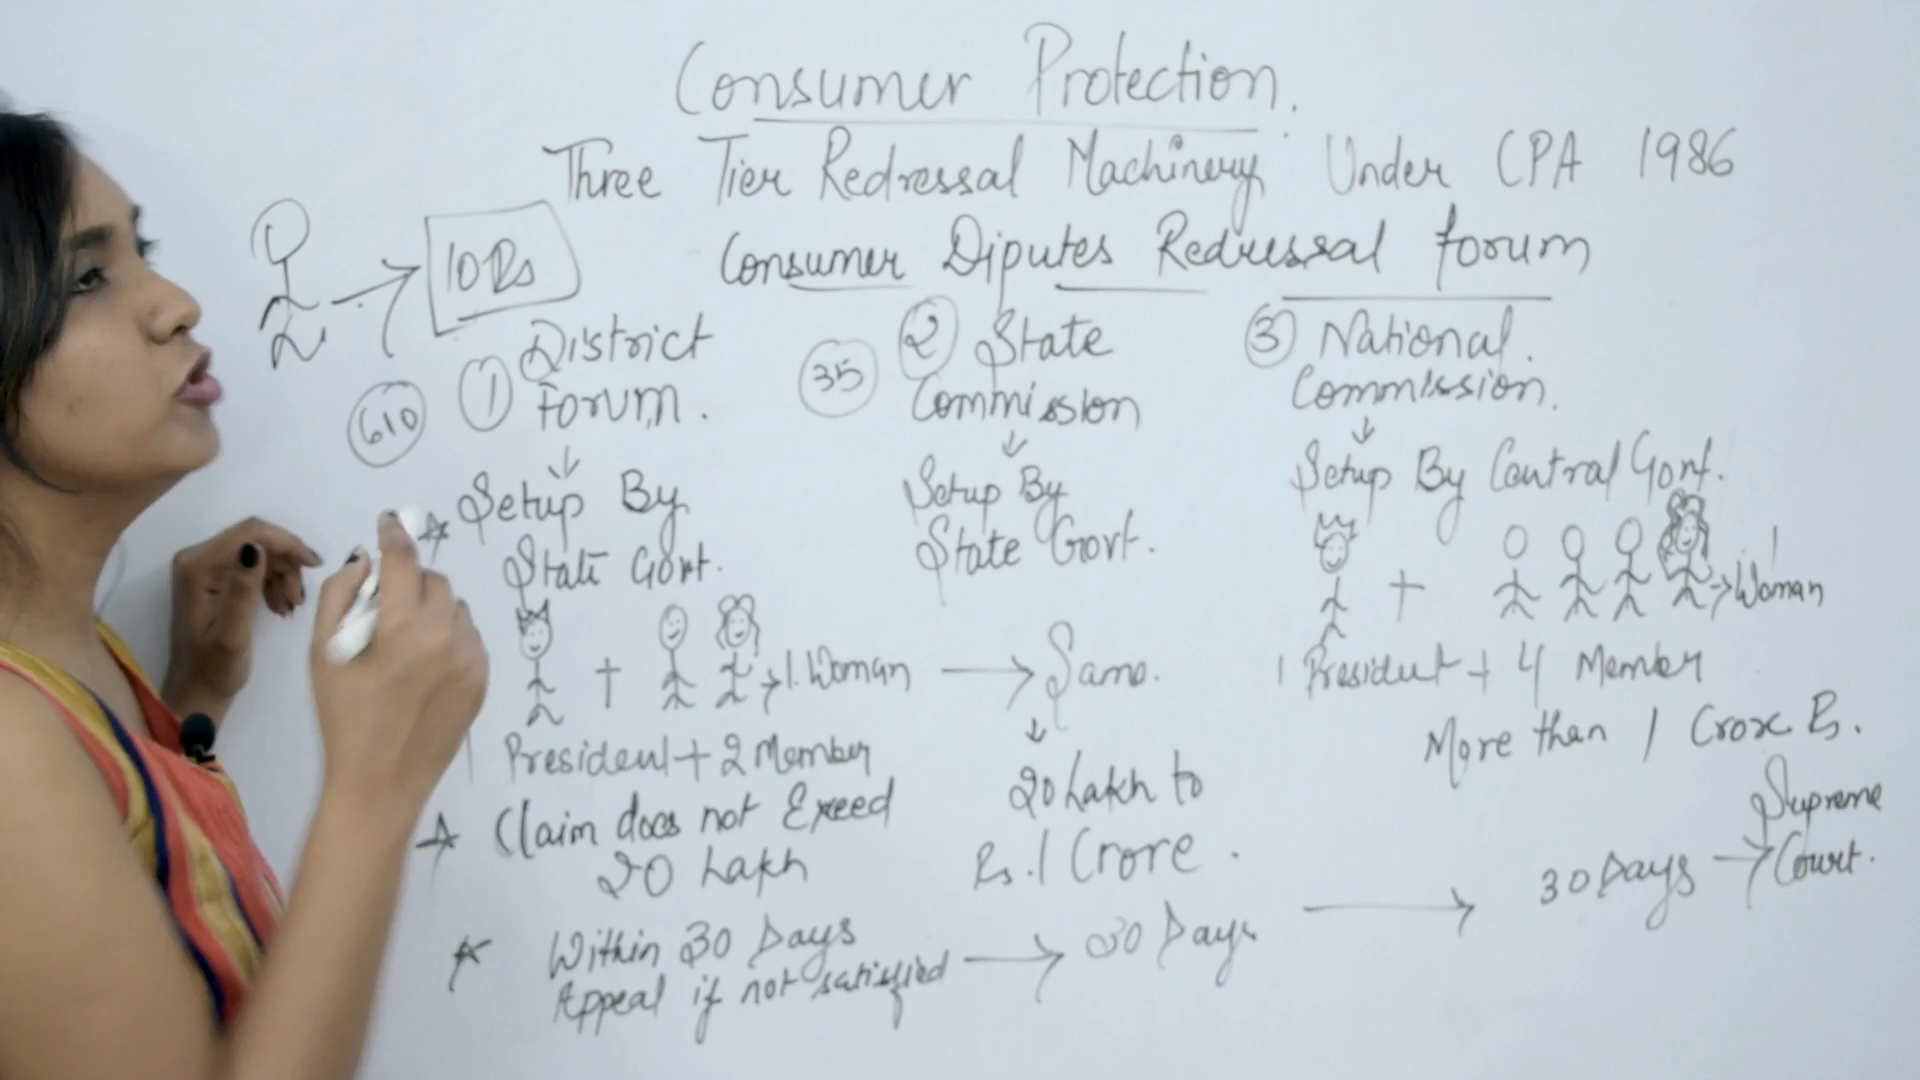 Consumer Protection.
Three Tier Redressal Machinery Under CPA 1986
Consumer Diputes Redressal forum
10 Rs
610
1 District
Forum.
Setup By
State Govt.
1. Woman
1 President + 2 Member
Claim does not Exeed
20 Lakh
Within 30 Days
Appeal if not satisfied
35
2 State
Commission
Setup By
State Govt.
Same.
20 Lakh to
Rs. 1 Crore.
30 Days
3 National.
Commission.
Setup By Central Govt.
+
1
Woman
1 President + 4 Member
More than 1 Crore Rs.
30 Days
Supreme
Court.